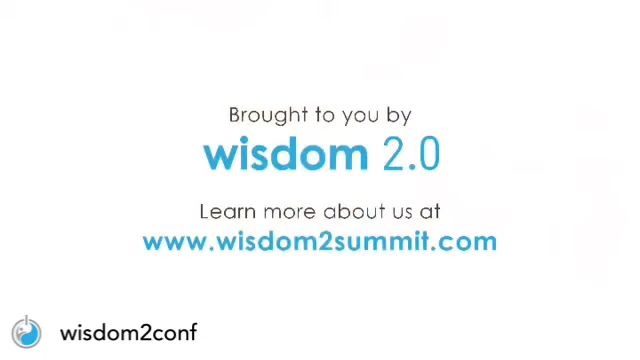 Brought to you by
wisdom 2.0
Learn more about us at
www.wisdom2summit.com
wisdom2conf